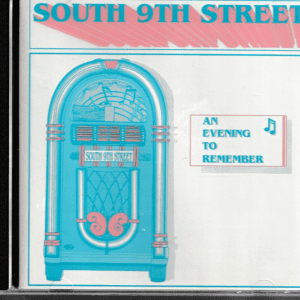 SOUTH 9TH STREET
SOUTH 9TH STREET
AN
EVENING
TO
REMEMBER